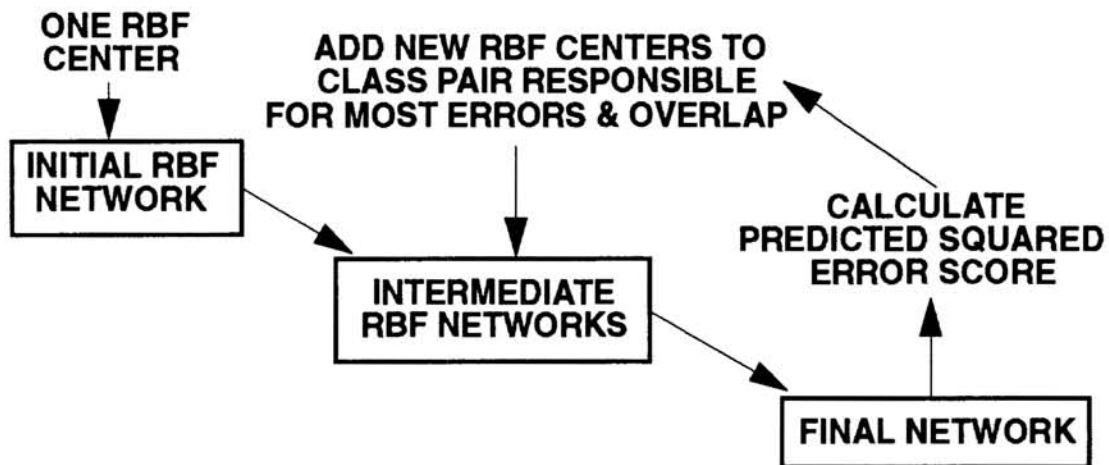 ONE RBF
CENTER
ADD NEW RBF CENTERS TO
CLASS PAIR RESPONSIBLE
FOR MOST ERRORS & OVERLAP
INITIAL RBF
NETWORK
CALCULATE
PREDICTED SQUARED
ERROR SCORE
INTERMEDIATE
RBF NETWORKS
FINAL NETWORK